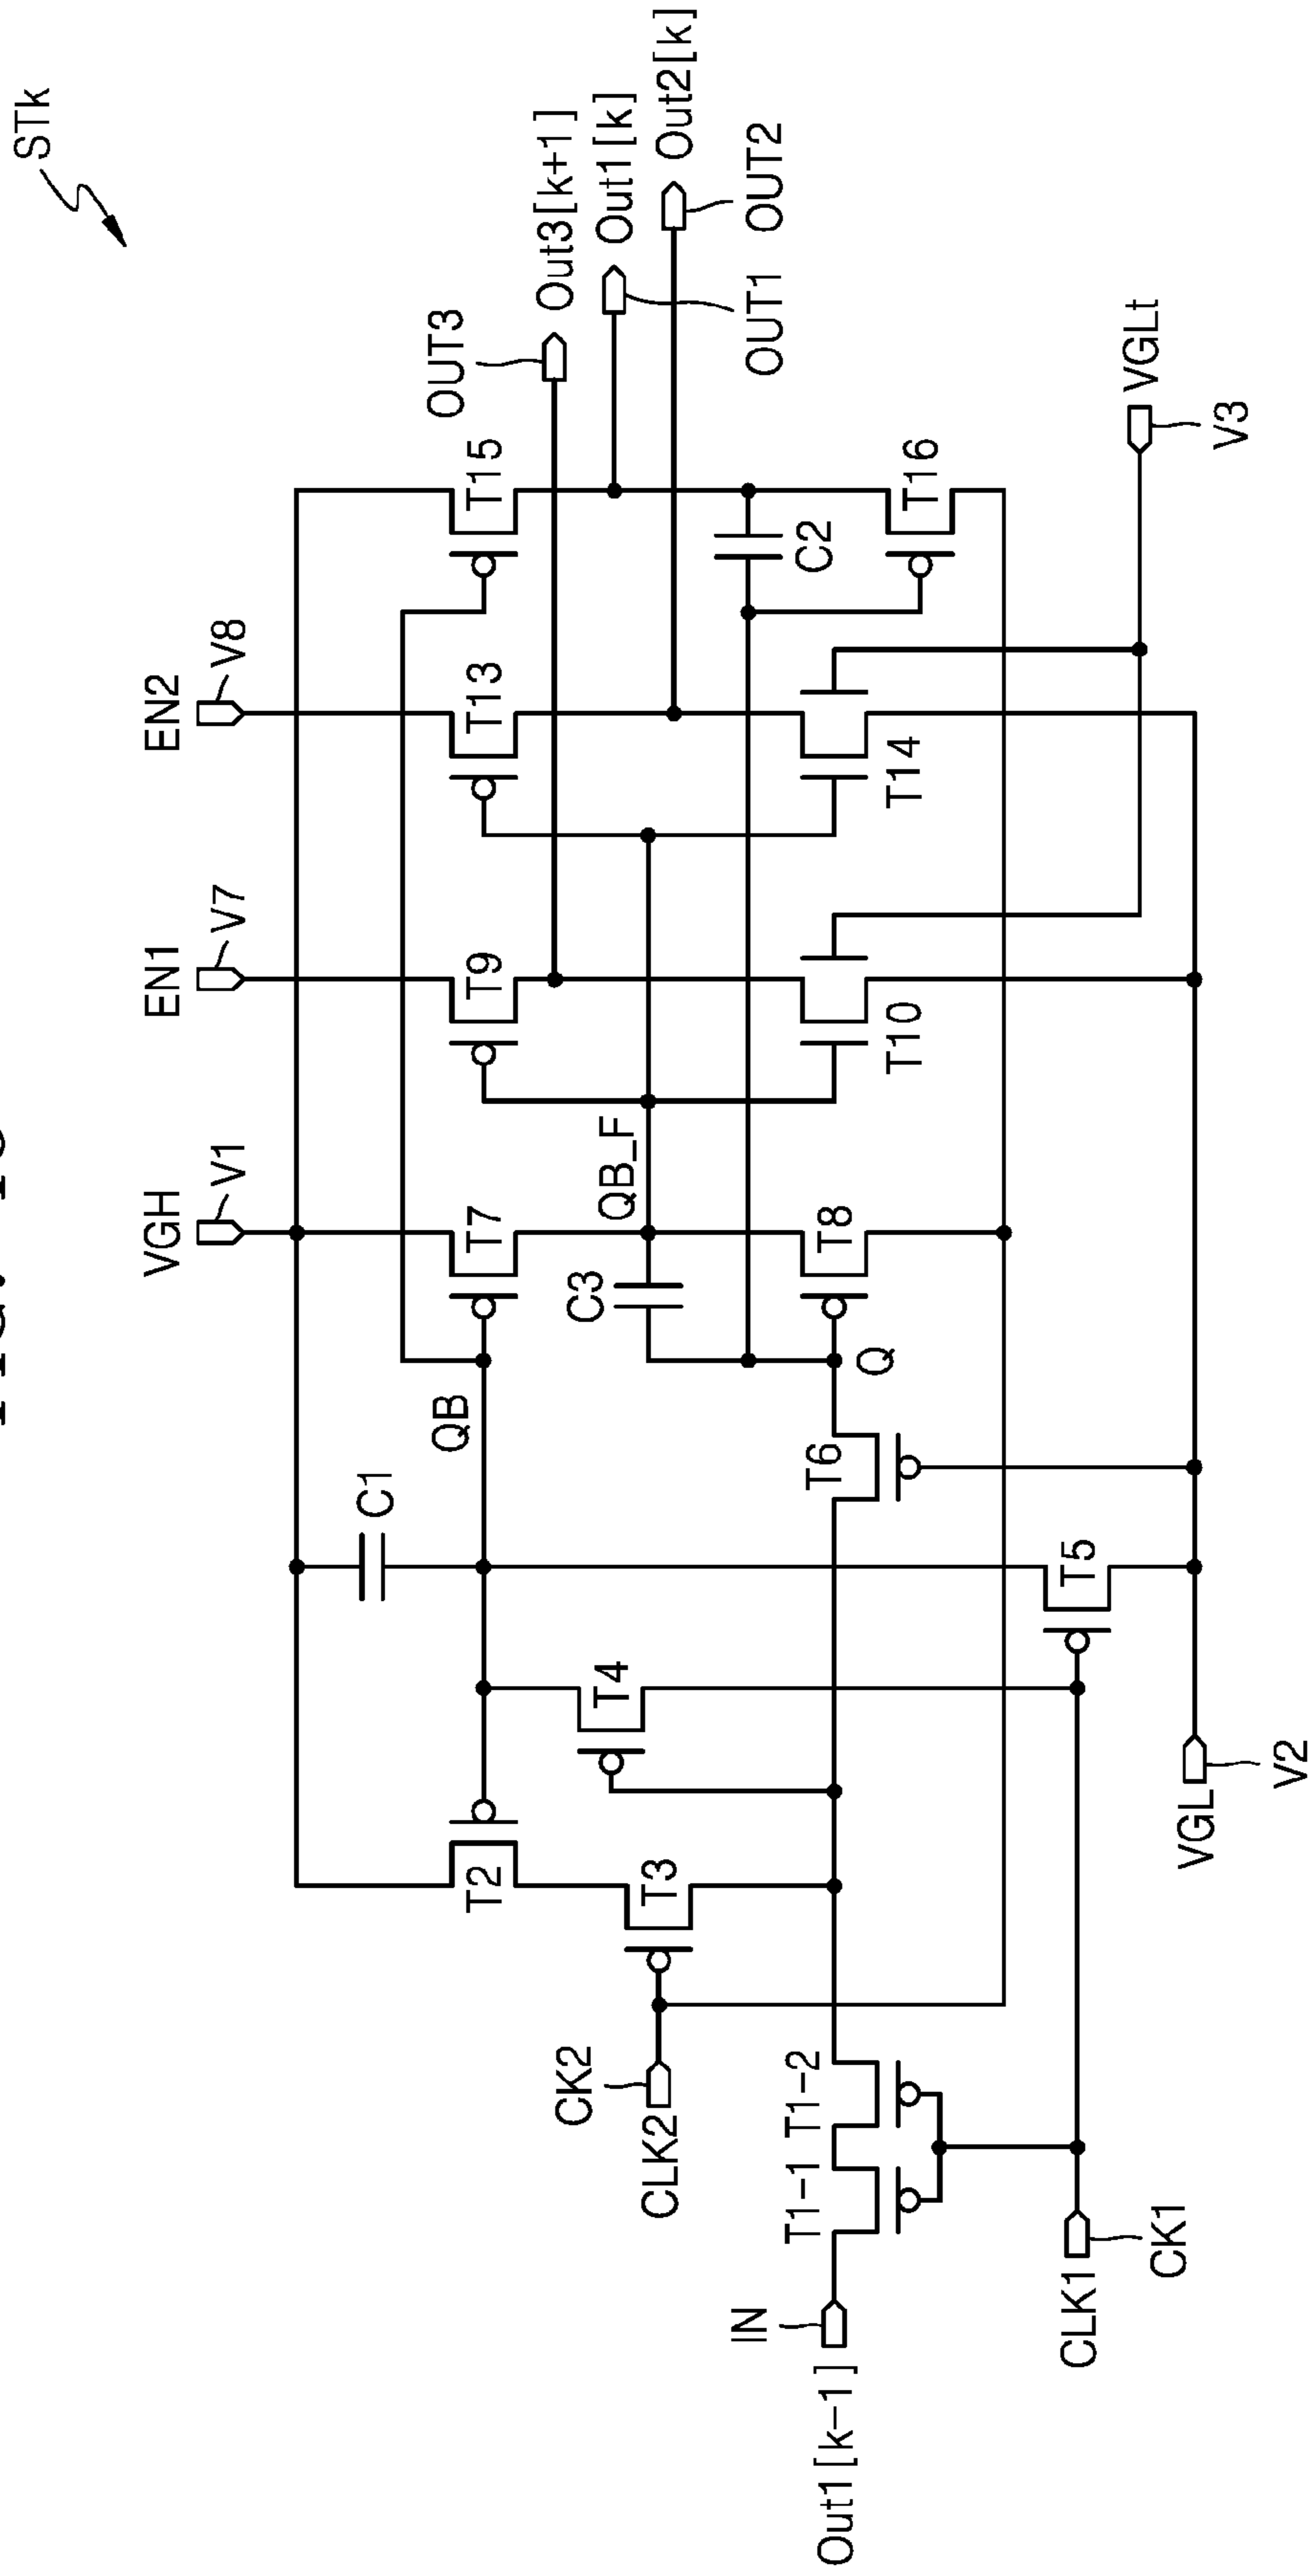 STk
EN2
V8
EN1
V7
VGH
V1
OUT3
Out3[k+1]
Out1[k]
Out2[k]
OUT1
OUT2
T15
T13
T9
T7
QB
C1
T2
T4
T3
QB_F
C3
C2
T16
T14
T10
T8
Q
T6
T5
CK2
CLK2
T1-2
T1-1
IN
Out1[k-1]
CLK1
CK1
VGL
V2
VGLt
V3